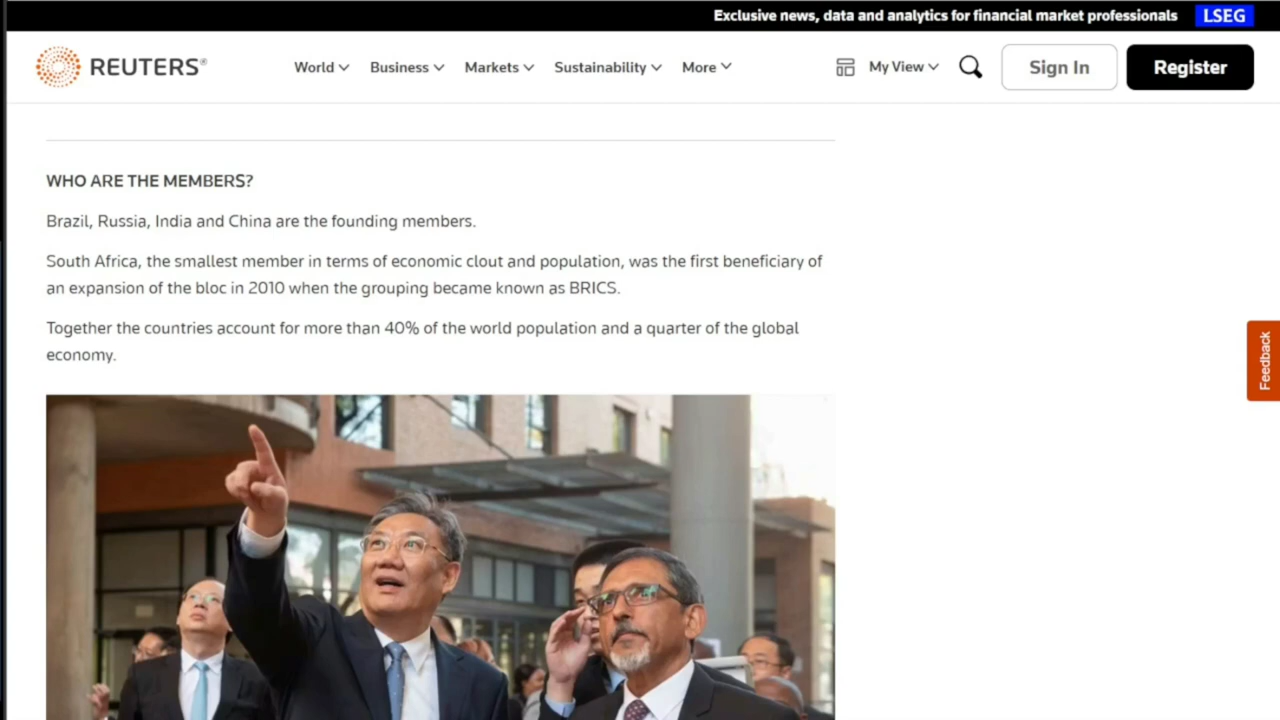 Exclusive news, data and analytics for financial market professionals LSEG
REUTERS® World Business Markets Sustainability More My View Sign In Register
WHO ARE THE MEMBERS?
Brazil, Russia, India and China are the founding members.
South Africa, the smallest member in terms of economic clout and population, was the first beneficiary of
an expansion of the bloc in 2010 when the grouping became known as BRICS.
Together the countries account for more than 40% of the world population and a quarter of the global
economy.
Feedback